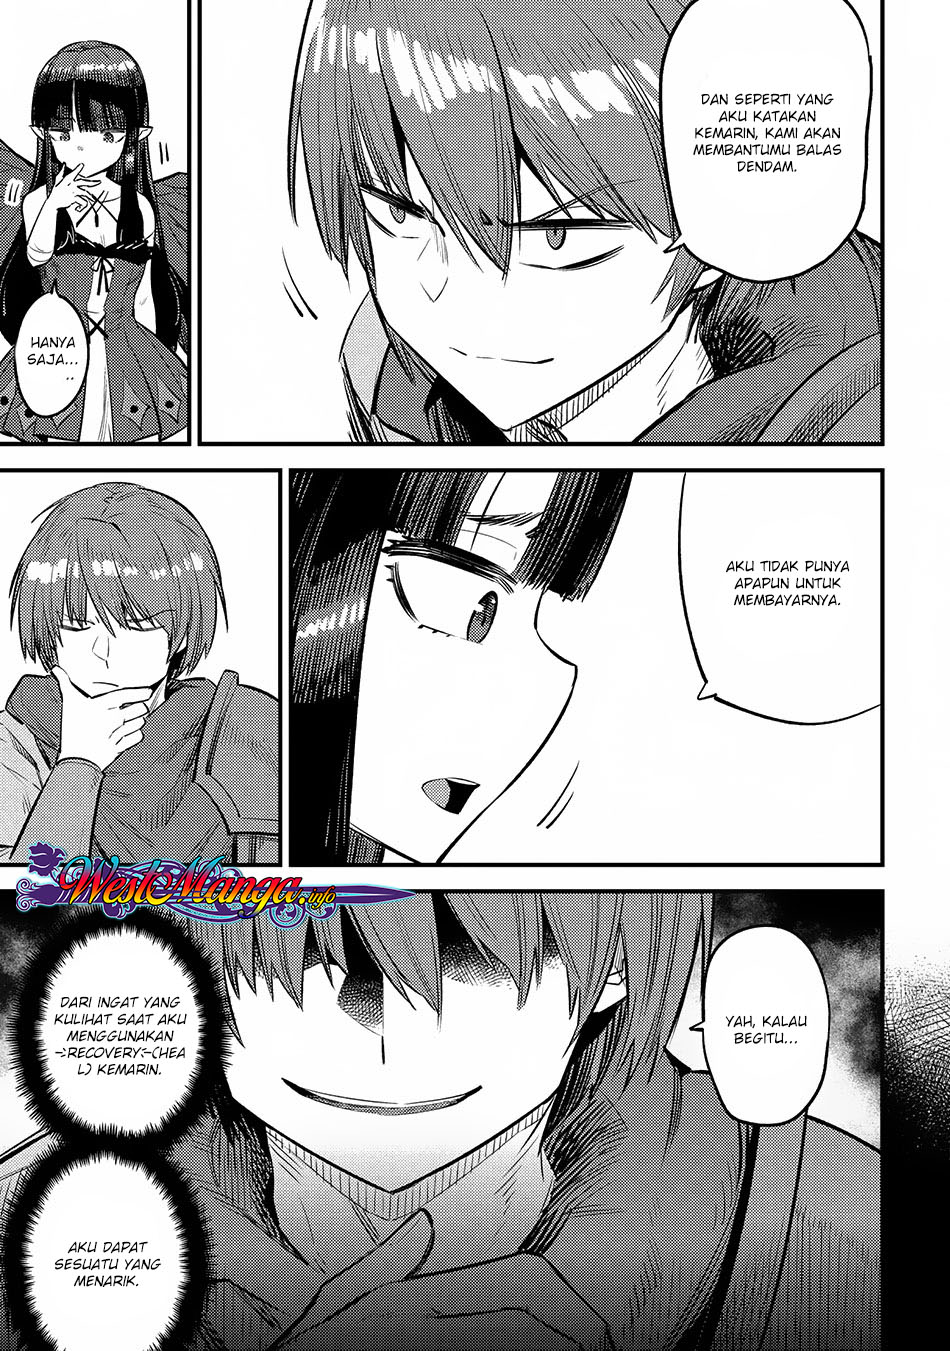 DAN SEPERTI YANG
AKU KATAKAN
KEMARIN, KAMI AKAN
MEMBANTUMU BALAS
DENDAM.
HANYA
SAJA...
..
AKU TIDAK PUNYA
APAPUN UNTUK
MEMBAYARNYA.
WestManga.info
YAH, KALAU
BEGITU...
DARI INGAT YANG
KULIHAT SAAT AKU
MENGGUNAKAN
->RECOVERY:-(HEA
L) KEMARIN.
AKU DAPAT
SESUATU YANG
MENARIK.